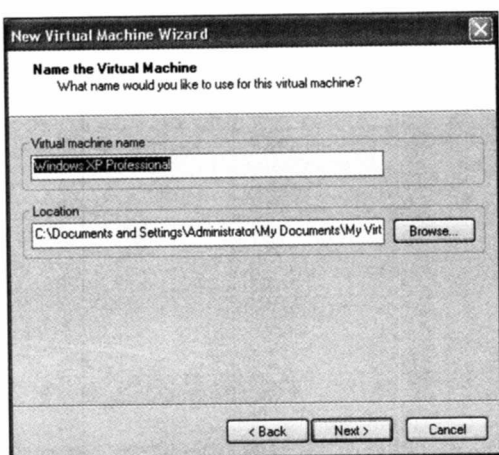 New Virtual Machine Wizard
Name the Virtual Machine
What name would you like to use for this virtual machine?
Virtual machine name
Windows XP Professional
Location
C:\Documents and Settings\Administrator\My Documents\My Virt
Browse...
< Back
Next >
Cancel